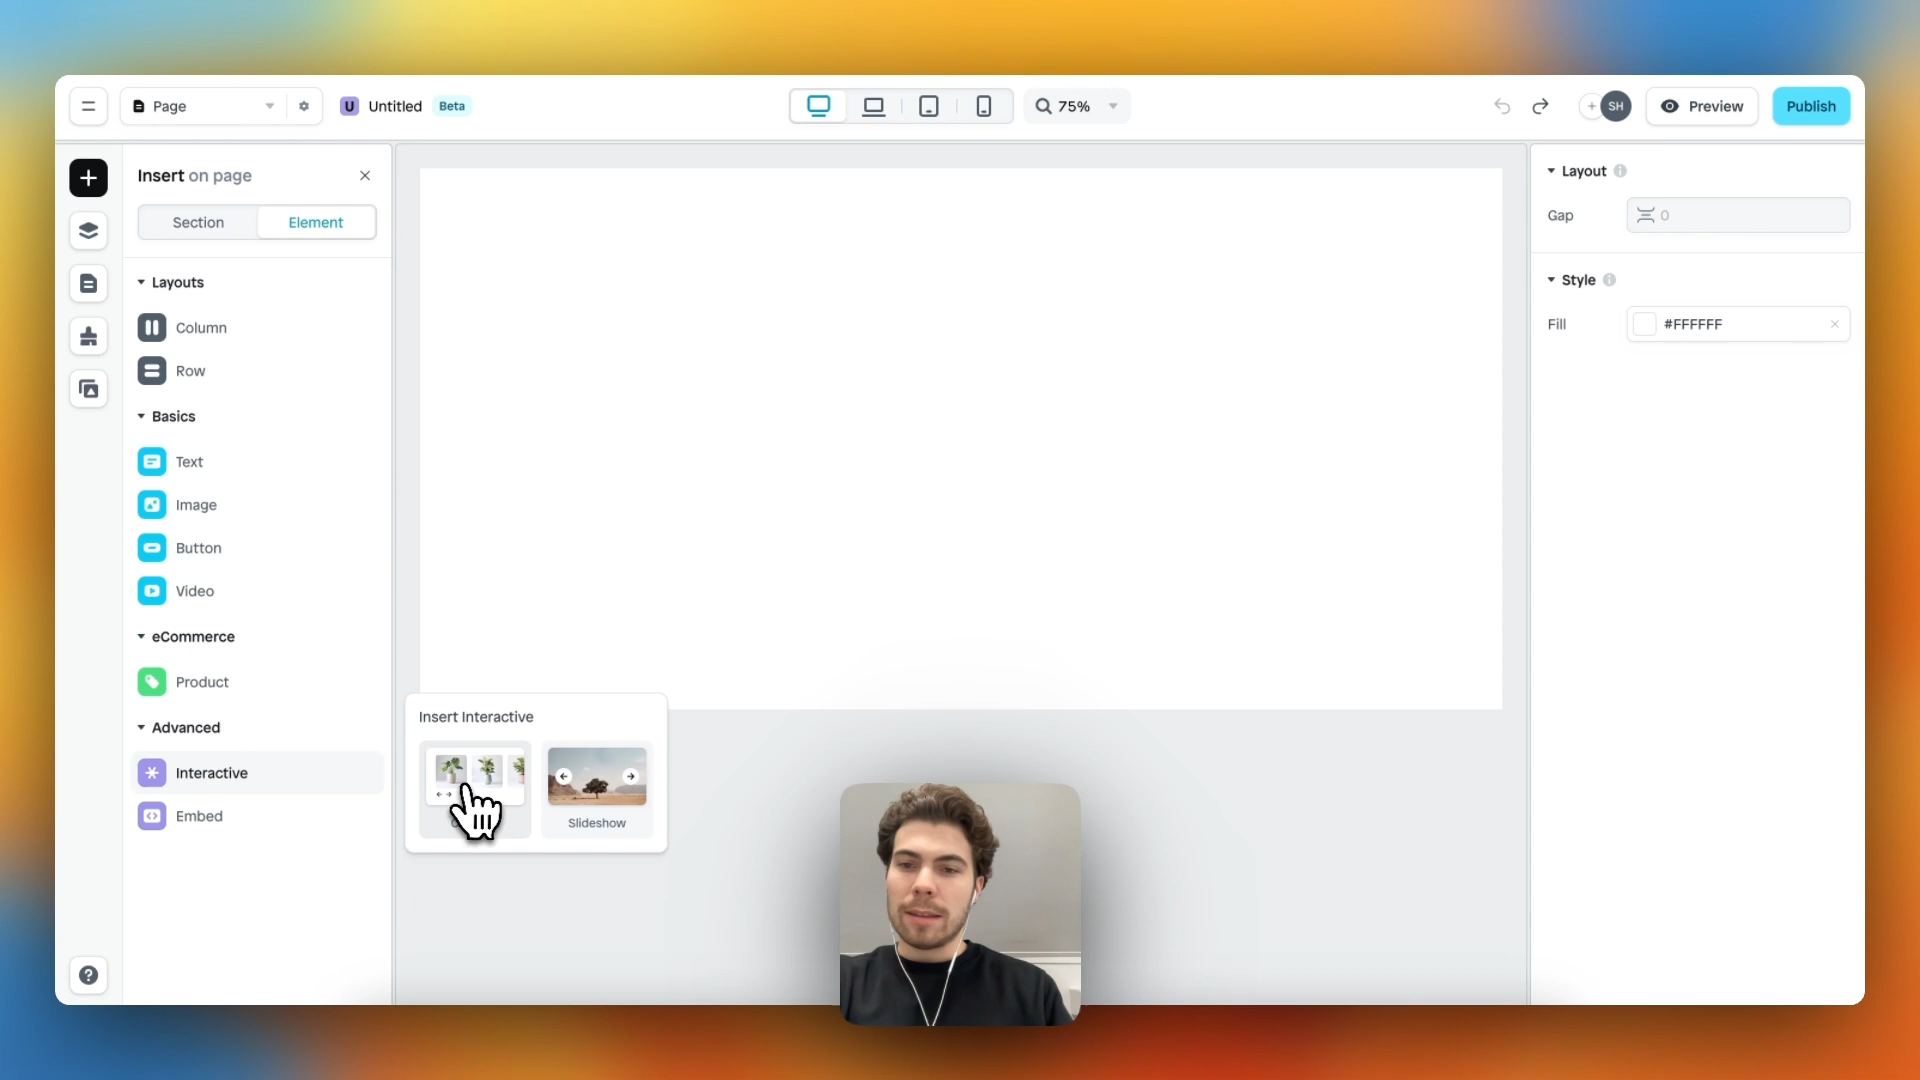 Page
U Untitled Beta
75%
SH
Preview
Publish
Insert on page
Section
Element
Layouts
Column
Row
Basics
Text
Image
Button
Video
eCommerce
Product
Advanced
Interactive
Embed
Insert Interactive
Slideshow
Layout
Gap
0
Style
Fill
#FFFFFF